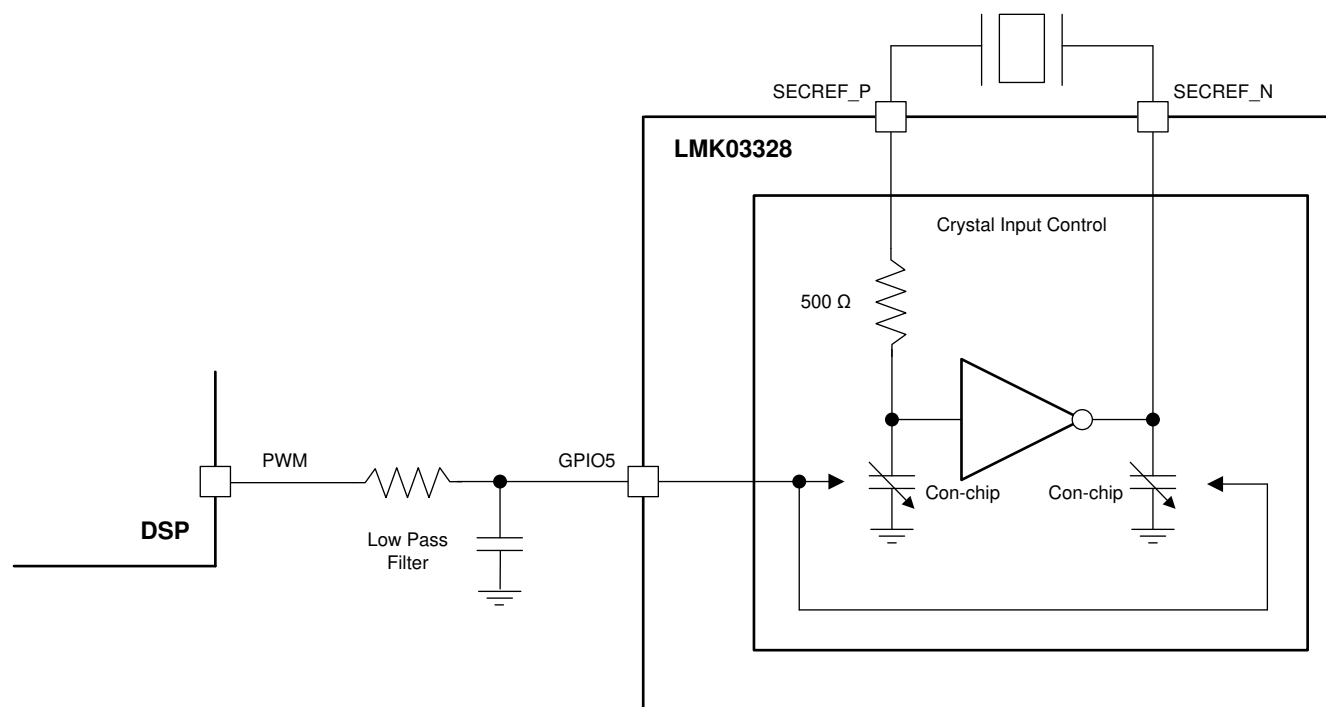 SECREF_P
SECREF_N
LMK03328
Crystal Input Control
500 Ω
PWM
GPIO5
Con-chip
Con-chip
DSP
Low Pass
Filter